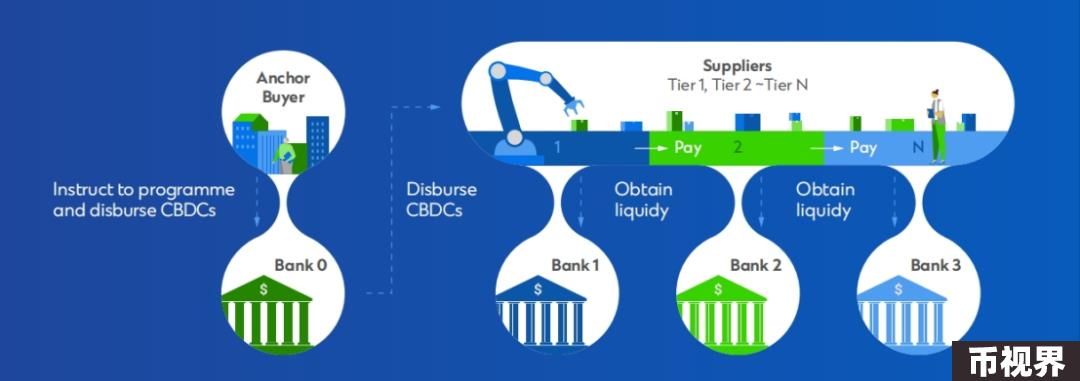 Anchor
Buyer
Instruct to programme
and disburse CBDCs
$
Bank 0
Disburse
CBDCs
Suppliers
Tier 1, Tier 2 ~Tier N
1
Pay
2
Pay
N
Obtain
liquidy
Obtain
liquidy
Bank 1
$
Bank 2
$
Bank 3
$
币视界